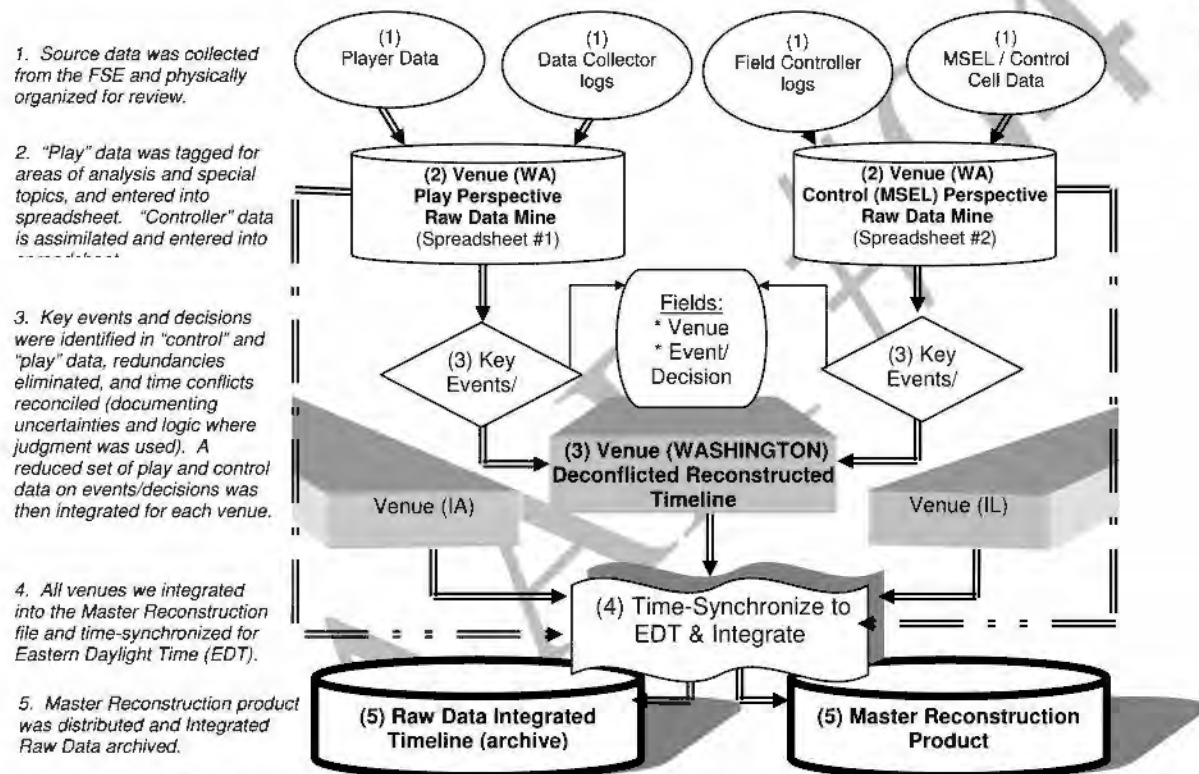 1. Source data was collected
from the FSE and physically
organized for review.
2. "Play" data was tagged for
areas of analysis and special
topics, and entered into
spreadsheet. "Controller" data
is assimilated and entered into
3. Key events and decisions
were identified in "control" and
"play" data, redundancies
eliminated, and time conflicts
reconciled (documenting
uncertainties and logic where
judgment was used). A
reduced set of play and control
data on events/decisions was
then integrated for each venue.
4. All venues we integrated
into the Master Reconstruction
file and time-synchronized for
Eastern Daylight Time (EDT).
5. Master Reconstruction product
was distributed and Integrated
Raw Data archived.
(1)
Player Data
(1)
Data Collector
logs
(1)
Field Controller
logs
(1)
MSEL / Control
Cell Data
(2) Venue (WA)
Play Perspective
Raw Data Mine
(Spreadsheet #1)
(2) Venue (WA)
Control (MSEL) Perspective
Raw Data Mine
(Spreadsheet #2)
(3) Key
Events/
Fields:
* Venue
* Event/
Decision
(3) Key
Events/
(3) Venue (WASHINGTON)
Deconflicted Reconstructed
Timeline
Venue (IA)
Venue (IL)
(4) Time-Synchronize to
EDT & Integrate
(5) Raw Data Integrated
Timeline (archive)
(5) Master Reconstruction
Product